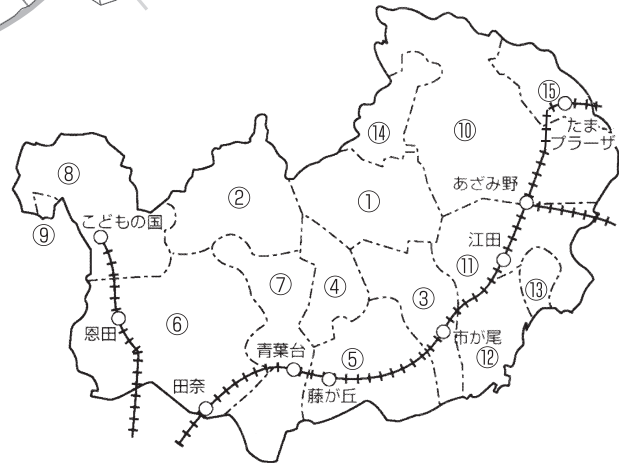 ⑮
たま
プラーザ
⑭
⑩
⑧
②
①
あざみ野
⑨
こどもの国
江田
⑪
⑦
④
⑬
③
恩田
⑥
市が尾
青葉台
⑤
⑫
田奈
藤が丘